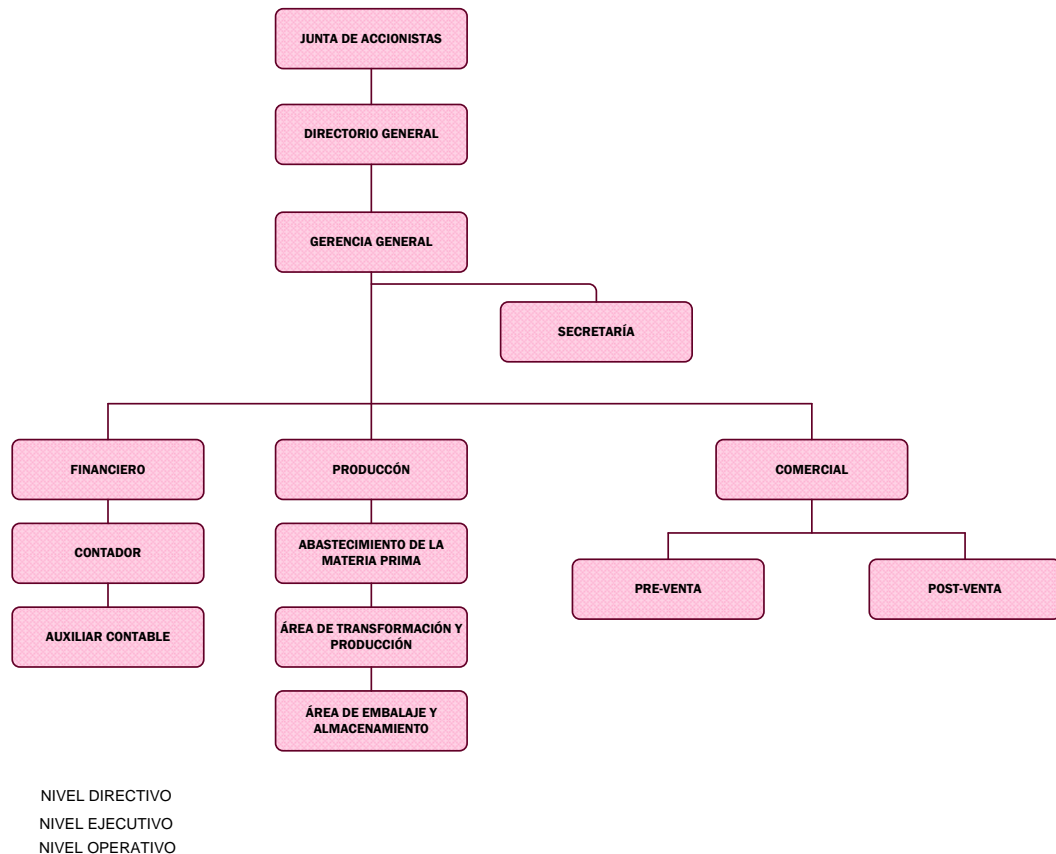 JUNTA DE ACCIONISTAS
DIRECTORIO GENERAL
GERENCIA GENERAL
SECRETARÍA
FINANCIERO
PRODUCCÓN
COMERCIAL
CONTADOR
ABASTECIMIENTO DE LA
MATERIA PRIMA
PRE-VENTA
POST-VENTA
AUXILIAR CONTABLE
ÁREA DE TRANSFORMACIÓN Y
PRODUCCIÓN
ÁREA DE EMBALAJE Y
ALMACENAMIENTO
NIVEL DIRECTIVO
NIVEL EJECUTIVO
NIVEL OPERATIVO